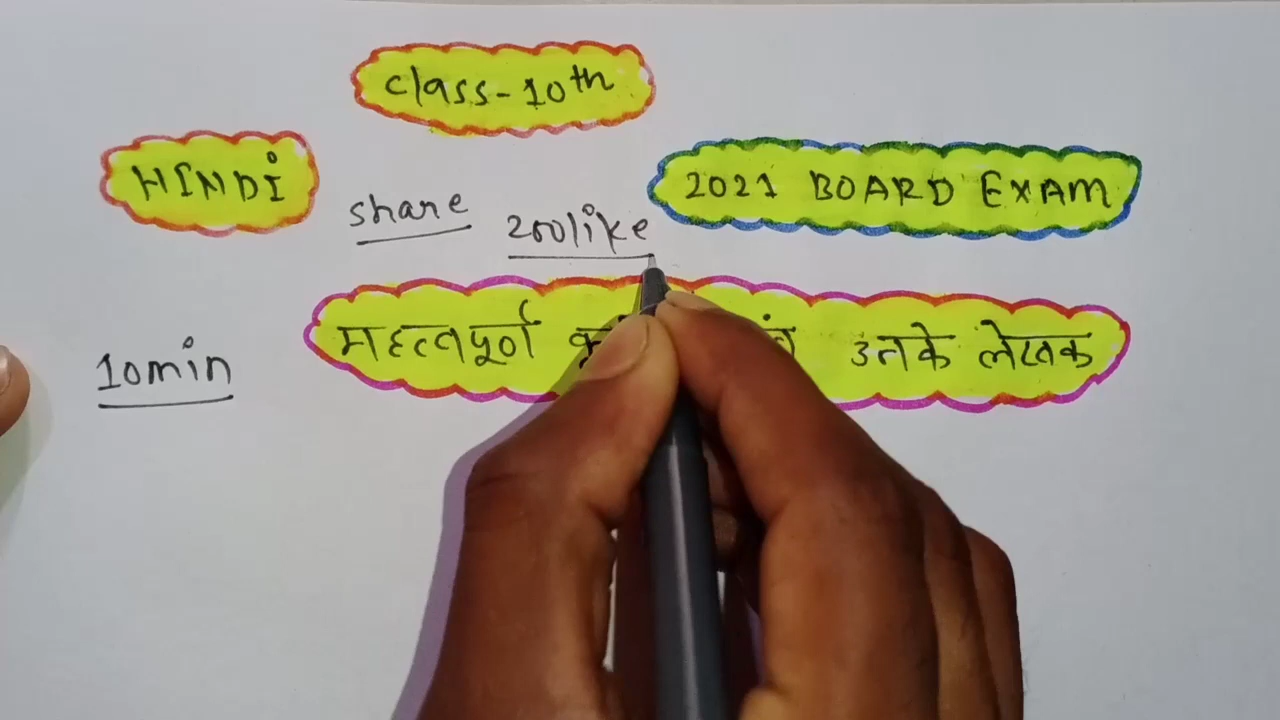 Class-10th
HINDI
2021 BOARD EXAM
share
200like
महत्वपूर्ण उनके लेखक
10min